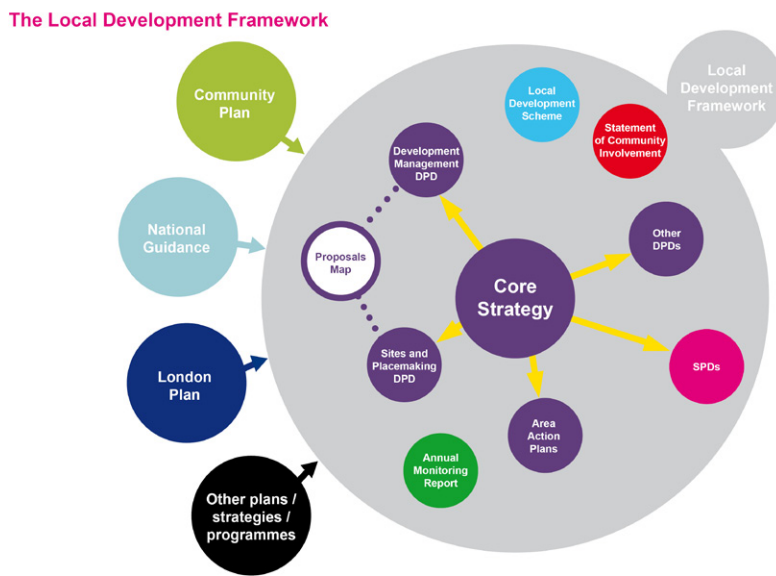 The Local Development Framework
Community
Plan
National
Guidance
London
Plan
Other plans /
strategies /
programmes
Local
Development
Framework
Local
Development
Scheme
Statement
of Community
Involvement
Development
Management
DPD
Proposals
Map
Core
Strategy
Other
DPDs
Sites and
Placemaking
DPD
SPDs
Area
Action
Plans
Annual
Monitoring
Report